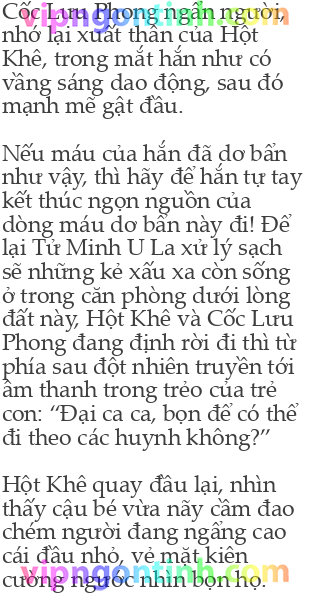 Cốc Lưu Phong ngẩn người,
nhớ lại xuất thân của Hột
Khê, trong mắt hắn như có
vầng sáng dao động, sau đó
mạnh mẽ gật đầu.
Nếu máu của hắn đã dơ bẩn
như vậy, thì hãy để hắn tự tay
kết thúc ngọn nguồn của
dòng máu dơ bẩn này đi! Để
lại Tử Minh U La xử lý sạch
sẽ những kẻ xấu xa còn sống
ở trong căn phòng dưới lòng
đất này, Hột Khê và Cốc Lưu
Phong đang định rời đi thì từ
phía sau đột nhiên truyền tới
âm thanh trong trẻo của trẻ
con: “Đại ca ca, bọn đệ có thể
đi theo các huynh không?”
Hột Khê quay đầu lại, nhìn
thấy cậu bé vừa nãy cầm đao
chém người đang ngẩng cao
cái đầu nhỏ, vẻ mặt kiên
cường ngước nhìn bọn họ.
vipngontinh.com
vipngontinh.com